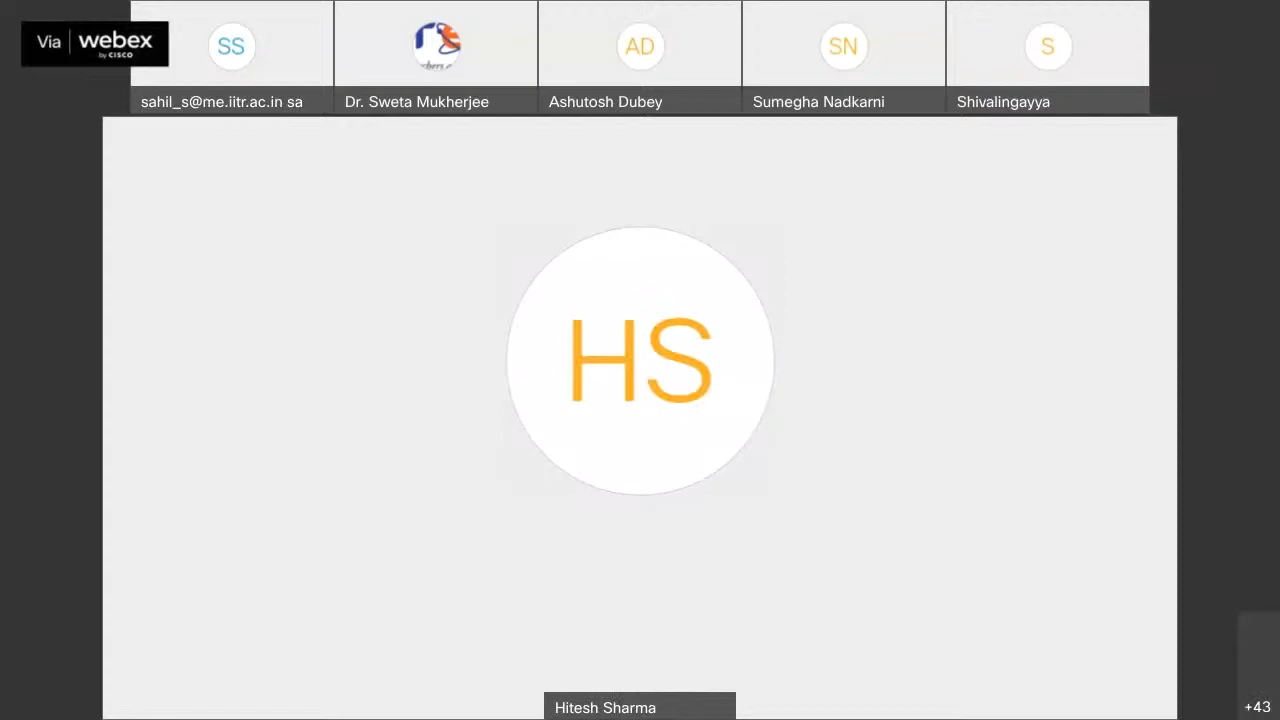 Via webex
by CISCO
SS
AD
SN
S
sahil_s@me.iitr.ac.in sa
Dr. Sweta Mukherjee
Ashutosh Dubey
Sumegha Nadkarni
Shivalingayya
HS
Hitesh Sharma
+43